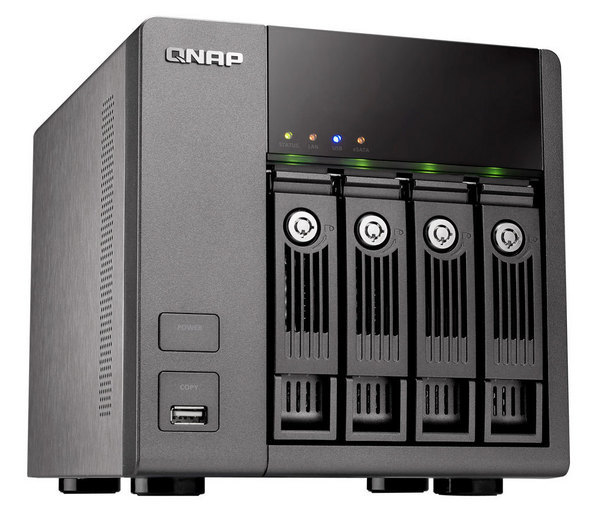 QNAP
STATUS LAN USB eSATA
POWER
COPY